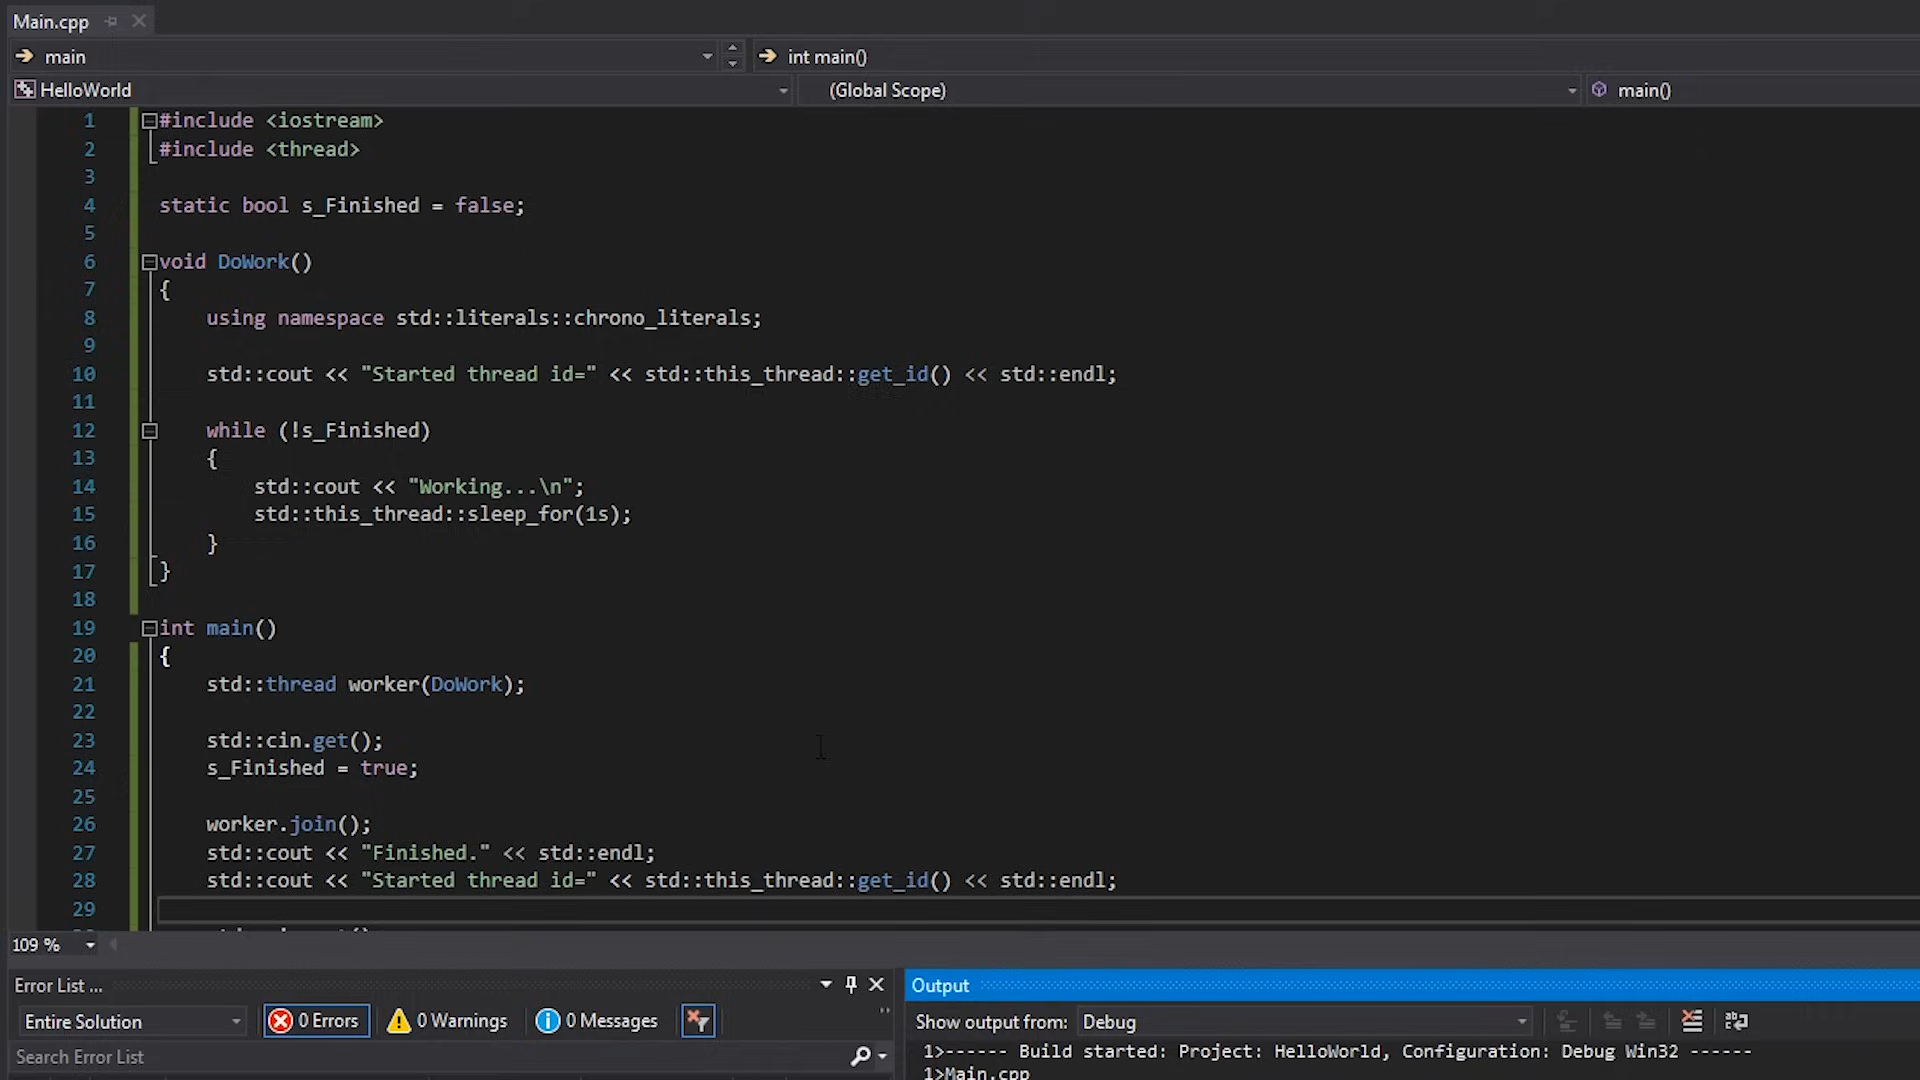 Main.cpp
main
int main()
HelloWorld
(Global Scope)
main()
1 #include <iostream>
2 #include <thread>
3
4 static bool s_Finished = false;
5
6 void DoWork()
7 {
8 using namespace std::literals::chrono_literals;
9
10 std::cout << "Started thread id=" << std::this_thread::get_id() << std::endl;
11
12 while (!s_Finished)
13 {
14 std::cout << "Working...\n";
15 std::this_thread::sleep_for(1s);
16 }
17 }
18
19 int main()
20 {
21 std::thread worker(DoWork);
22
23 std::cin.get();
24 s_Finished = true;
25
26 worker.join();
27 std::cout << "Finished." << std::endl;
28 std::cout << "Started thread id=" << std::this_thread::get_id() << std::endl;
29
109 %
Error List ...
Entire Solution
0 Errors
0 Warnings
0 Messages
Search Error List
Output
Show output from: Debug
1>------ Build started: Project: HelloWorld, Configuration: Debug Win32 ------
1>Main.cpp